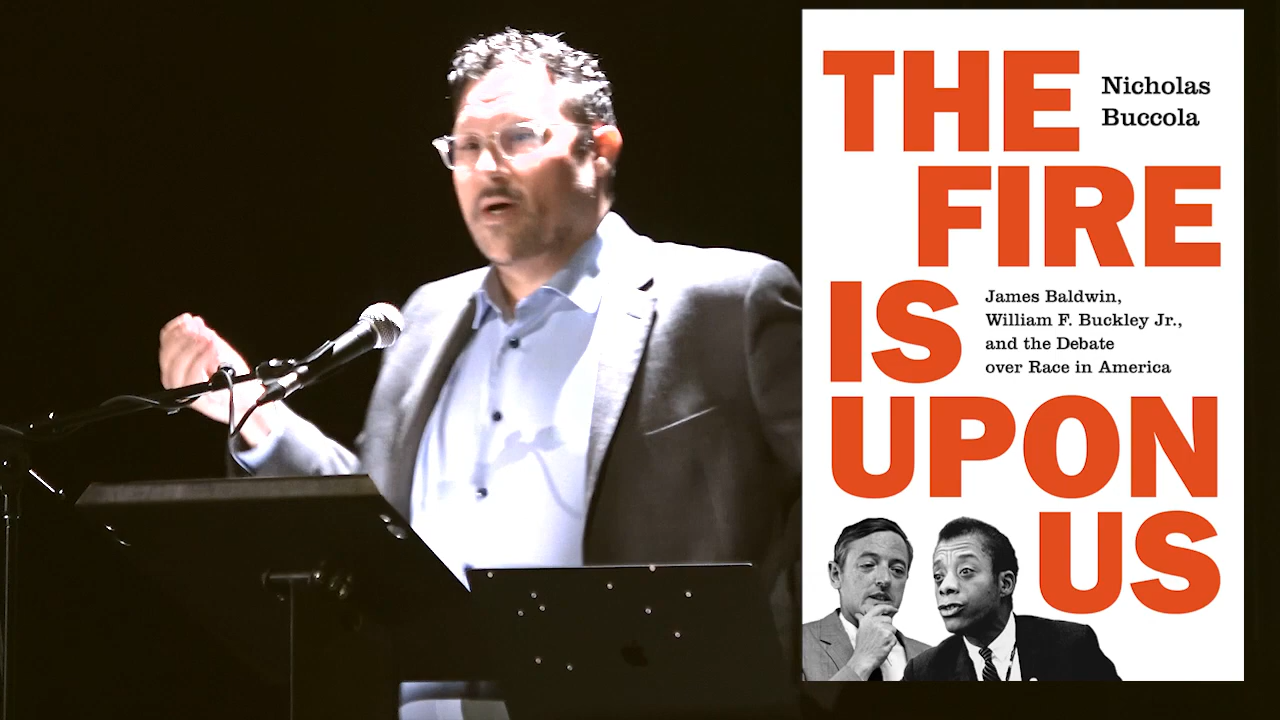 THE
Nicholas
Buccola
FIRE
IS
James Baldwin,
William F. Buckley Jr.,
and the Debate
over Race in America
UPON
US